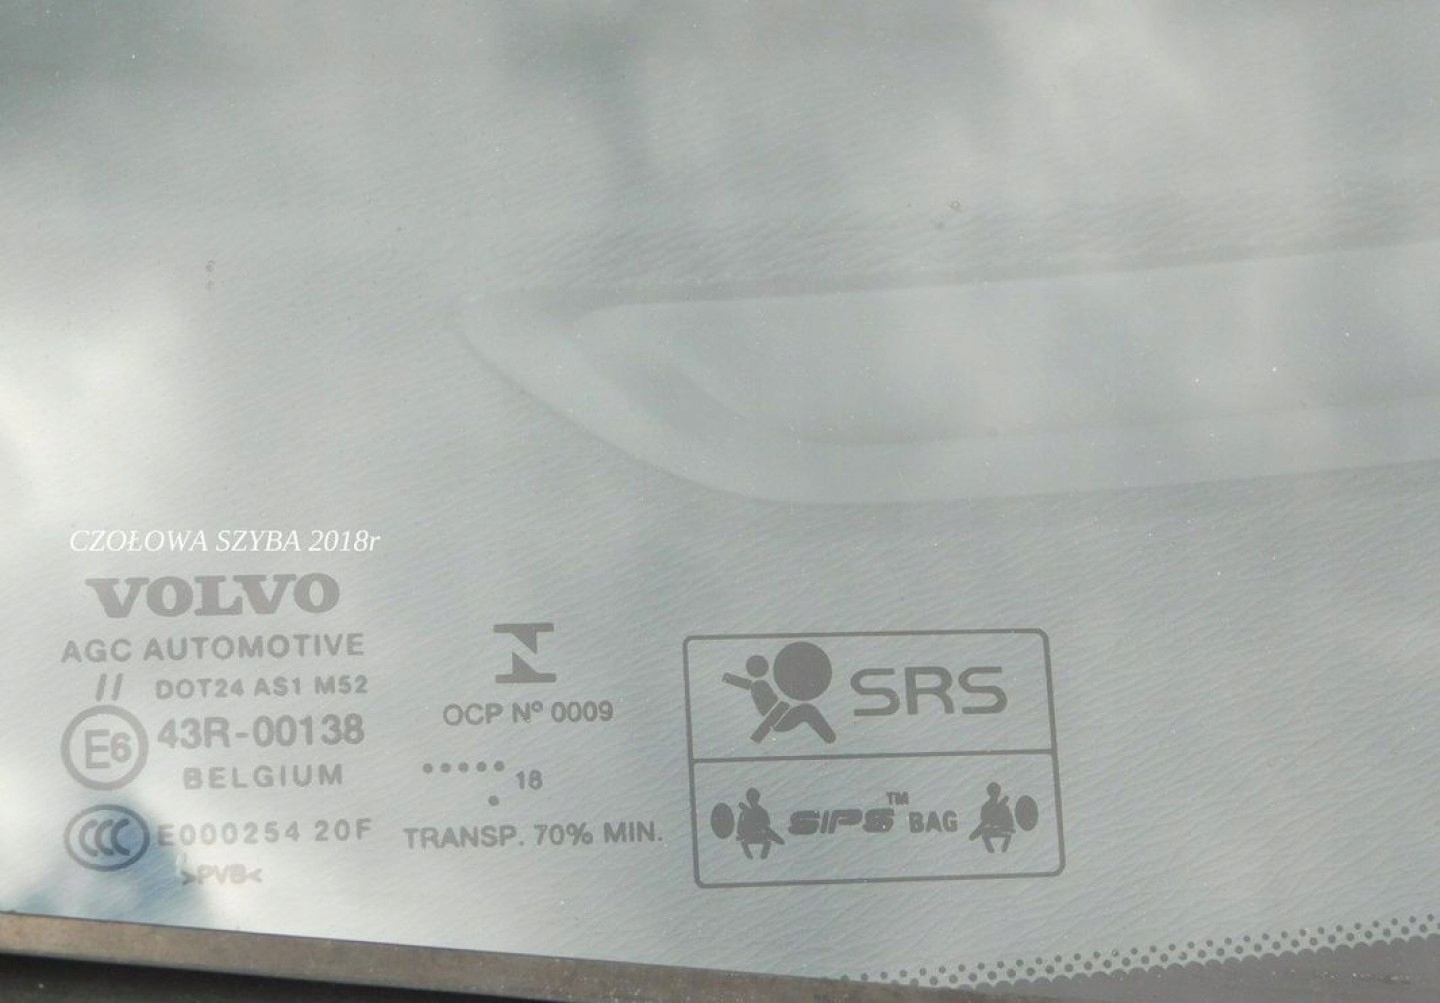 CZOŁOWA SZYBA 2018r
VOLVO
AGC AUTOMOTIVE
// DOT24 AS1 M52
E6 43R-00138
BELGIUM
CCC E000254 20F
>PVB<
OCP Nº 0009
••••• 18
•
TRANSP. 70% MIN.
SRS
SIPS™ BAG